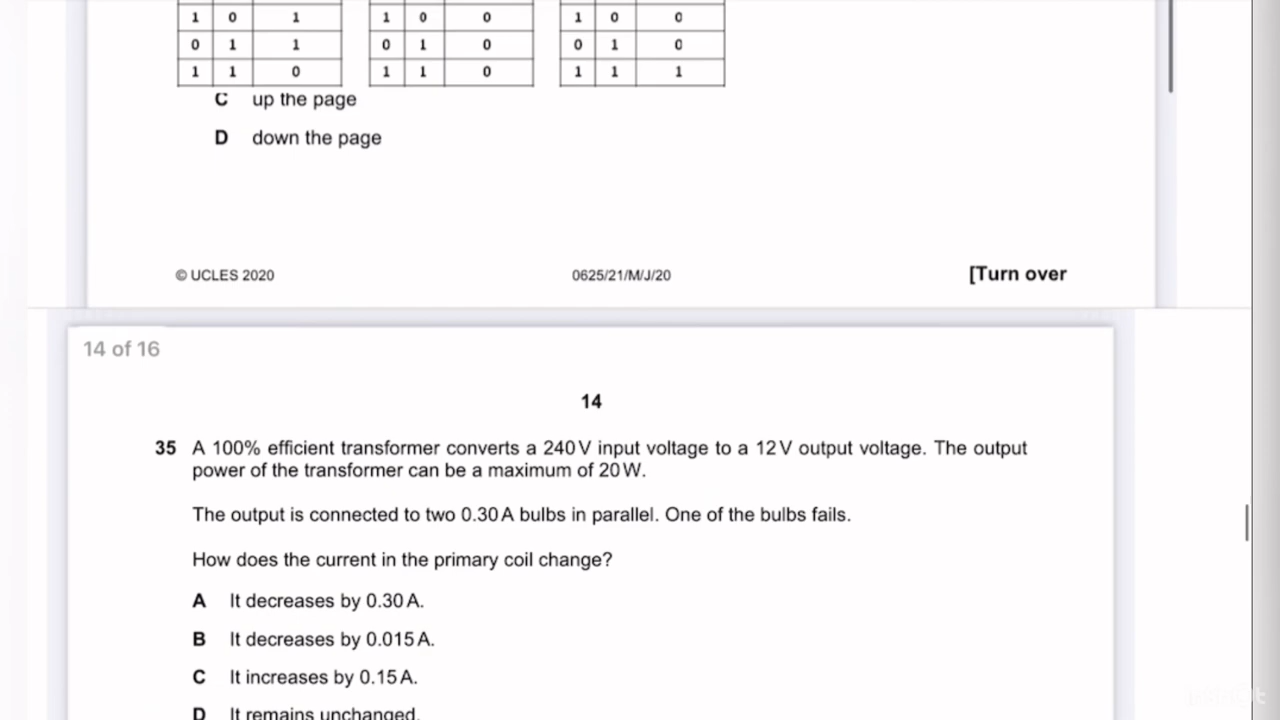 1 0 1 1 0 0 1 0 0
0 1 1 0 1 0 0 1 0
1 1 0 1 1 0 1 1 1
C up the page
D down the page
© UCLES 2020 0625/21/M/J/20 [Turn over
14 of 16
14
35 A 100% efficient transformer converts a 240 V input voltage to a 12 V output voltage. The output
power of the transformer can be a maximum of 20 W.
The output is connected to two 0.30 A bulbs in parallel. One of the bulbs fails.
How does the current in the primary coil change?
A It decreases by 0.30 A.
B It decreases by 0.015 A.
C It increases by 0.15 A.
D It remains unchanged.